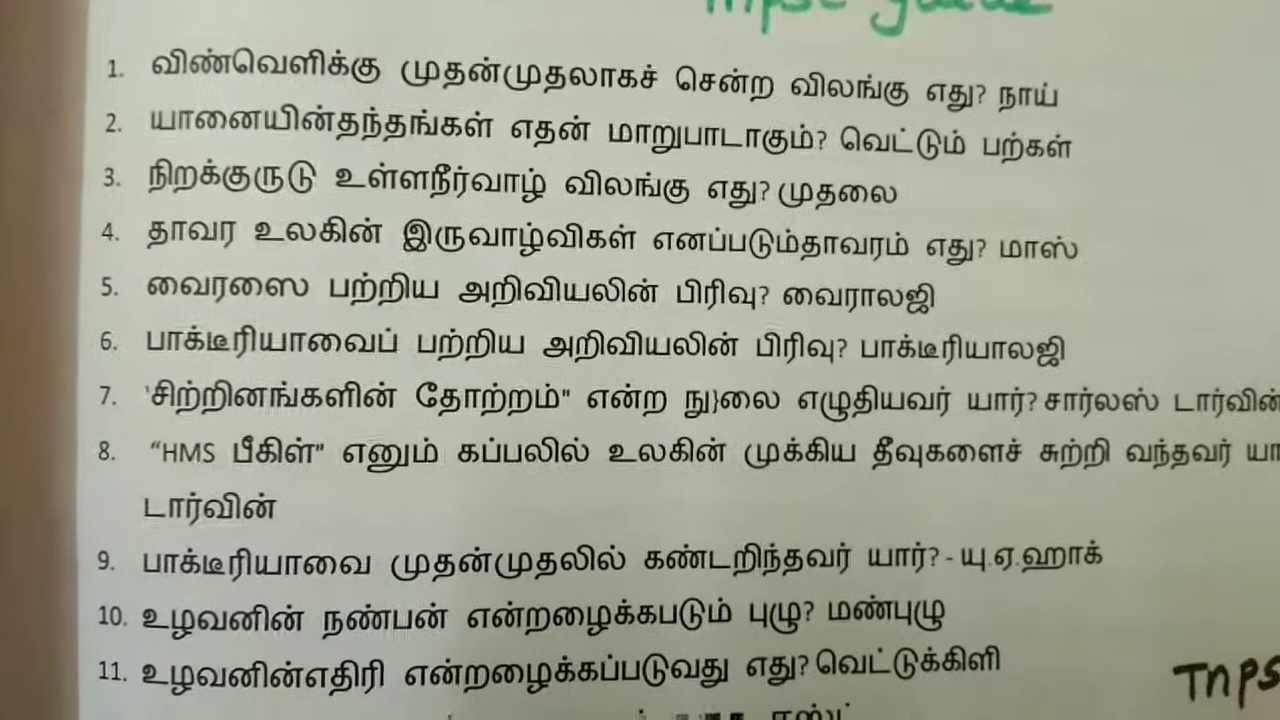 Tnpsc guide
1. விண்வெளிக்கு முதன்முதலாகச் சென்ற விலங்கு எது? நாய்
2. யானையின்தந்தங்கள் எதன் மாறுபாடாகும்? வெட்டும் பற்கள்
3. நிறக்குருடு உள்ளநீர்வாழ் விலங்கு எது? முதலை
4. தாவர உலகின் இருவாழ்விகள் எனப்படும்தாவரம் எது? மாஸ்
5. வைரஸை பற்றிய அறிவியலின் பிரிவு? வைராலஜி
6. பாக்டீரியாவைப் பற்றிய அறிவியலின் பிரிவு? பாக்டீரியாலஜி
7. 'சிற்றினங்களின் தோற்றம்" என்ற நு}லை எழுதியவர் யார்? சார்லஸ் டார்வின்
8. “HMS பீகிள்" எனும் கப்பலில் உலகின் முக்கிய தீவுகளைச் சுற்றி வந்தவர் யா
டார்வின்
9. பாக்டீரியாவை முதன்முதலில் கண்டறிந்தவர் யார்? - யு.ஏ.ஹாக்
10. உழவனின் நண்பன் என்றழைக்கபடும் புழு? மண்புழு
11. உழவனின்எதிரி என்றழைக்கப்படுவது எது? வெட்டுக்கிளி
Tnps